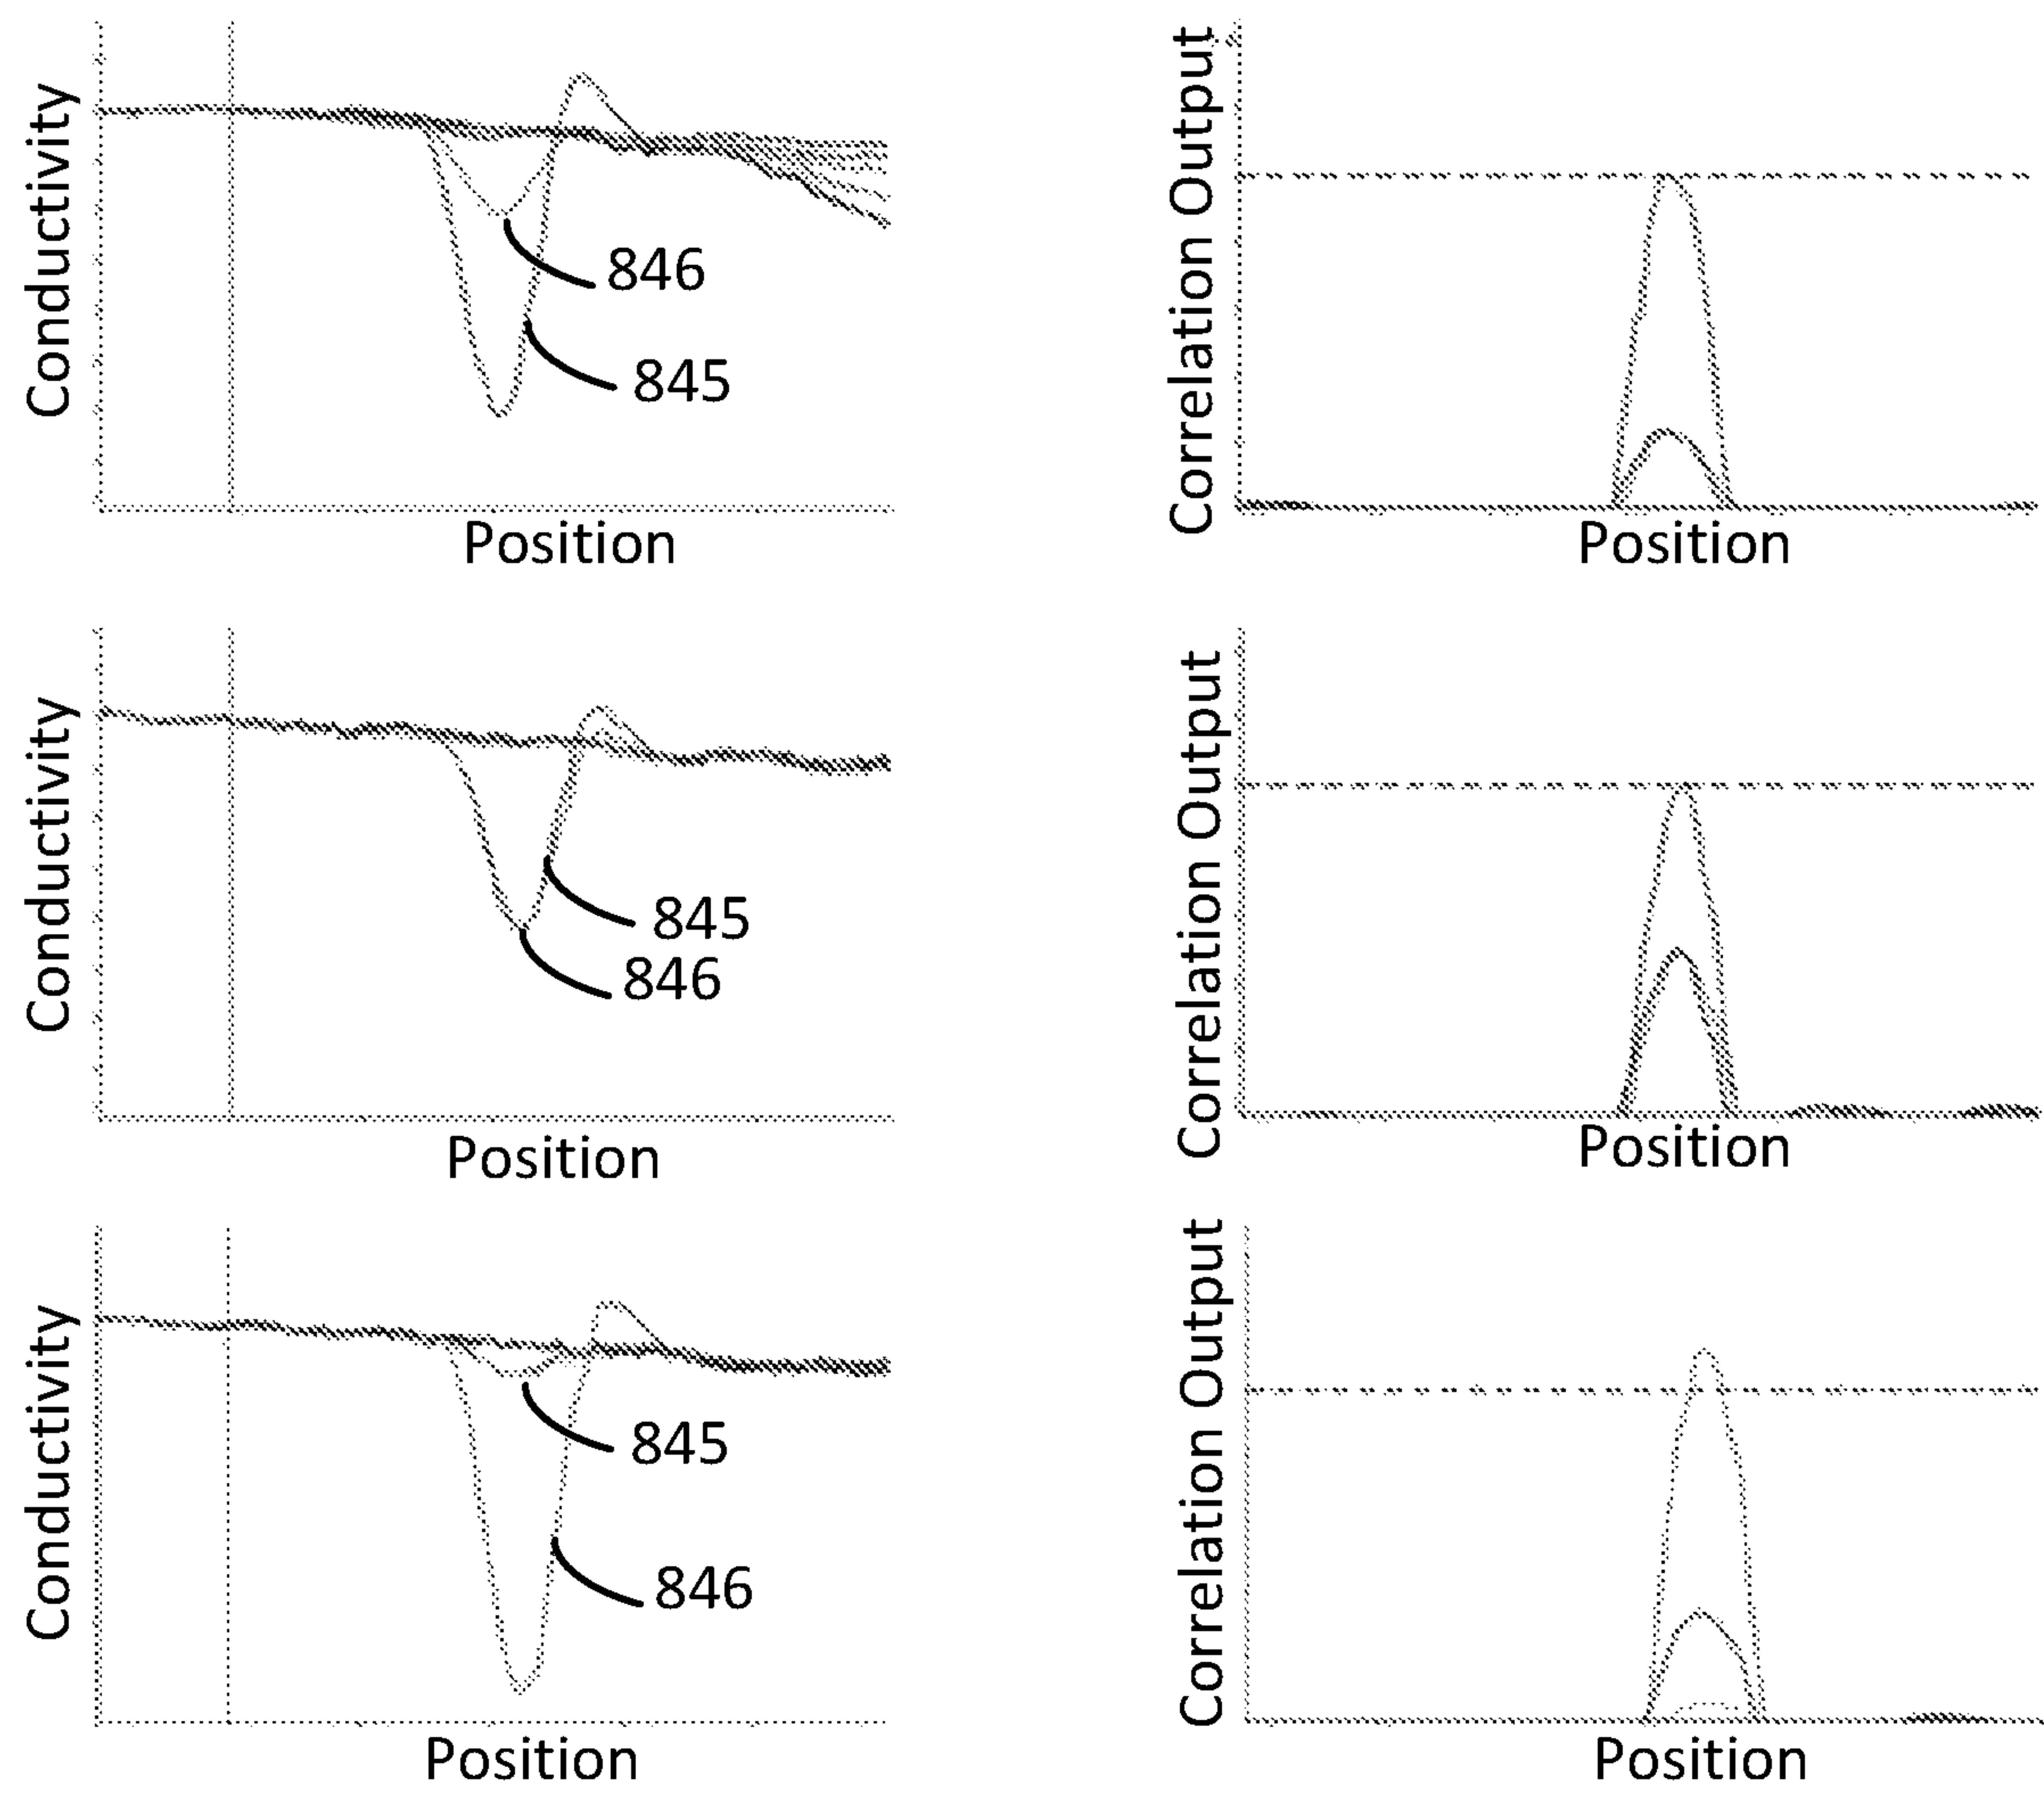 Conductivity
846
845
Position
Correlation Output
Position
Conductivity
845
846
Position
Correlation Output
Position
Conductivity
845
846
Position
Correlation Output
Position